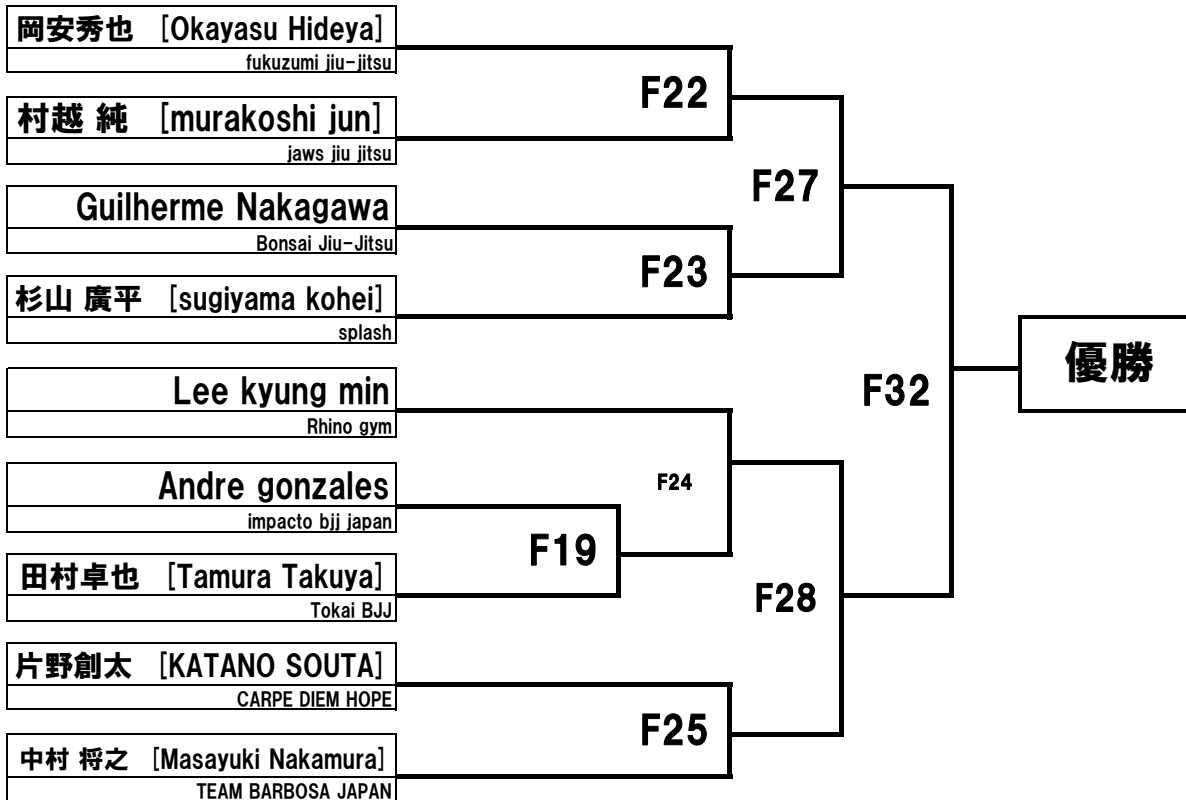 岡安秀也 [Okayasu Hideya]
fukuzumi jiu-jitsu
F22
村越 純 [murakoshi jun]
jaws jiu jitsu
F27
Guilherme Nakagawa
Bonsai Jiu-Jitsu
F23
杉山 廣平 [sugiyama kohei]
splash
優勝
F32
Lee kyung min
Rhino gym
F24
Andre gonzales
impacto bjj japan
F19
田村卓也 [Tamura Takuya]
Tokai BJJ
F28
片野創太 [KATANO SOUTA]
CARPE DIEM HOPE
F25
中村 将之 [Masayuki Nakamura]
TEAM BARBOSA JAPAN